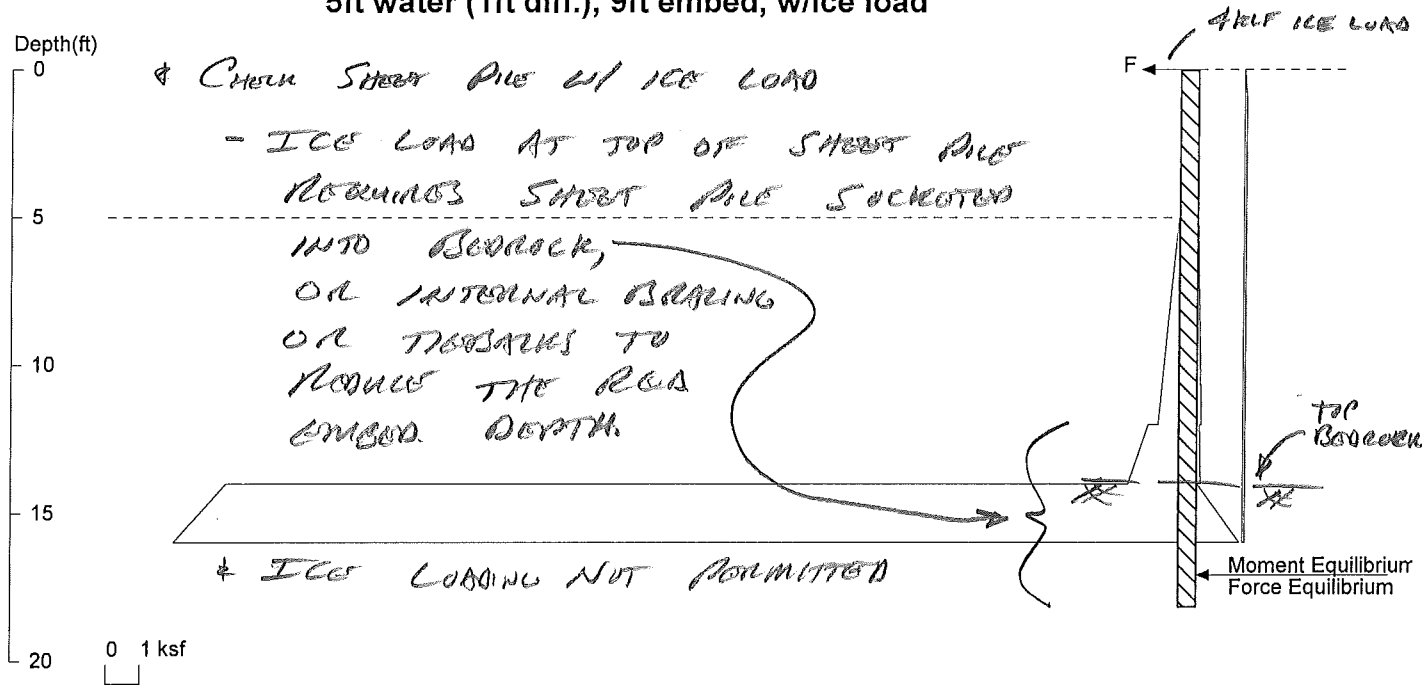 5ft water (1ft diff.), 9ft embed, w/ice load
4KLF ICE LOAD
Depth(ft)
0
F
* CHECK SHEET PILE W/ ICE LOAD
- ICE LOAD AT TOP OF SHEET PILE
REQUIRES SHEET PILE SOCKETED
5
INTO BEDROCK,
OR INTERNAL BRACING
OR TIEBACKS TO
10
REDUCE THE REQ
EMBED. DEPTH.
TOP
BEDROCK
15
* ICE LOADING NOT PERMITTED
Moment Equilibrium
Force Equilibrium
0 1 ksf
20